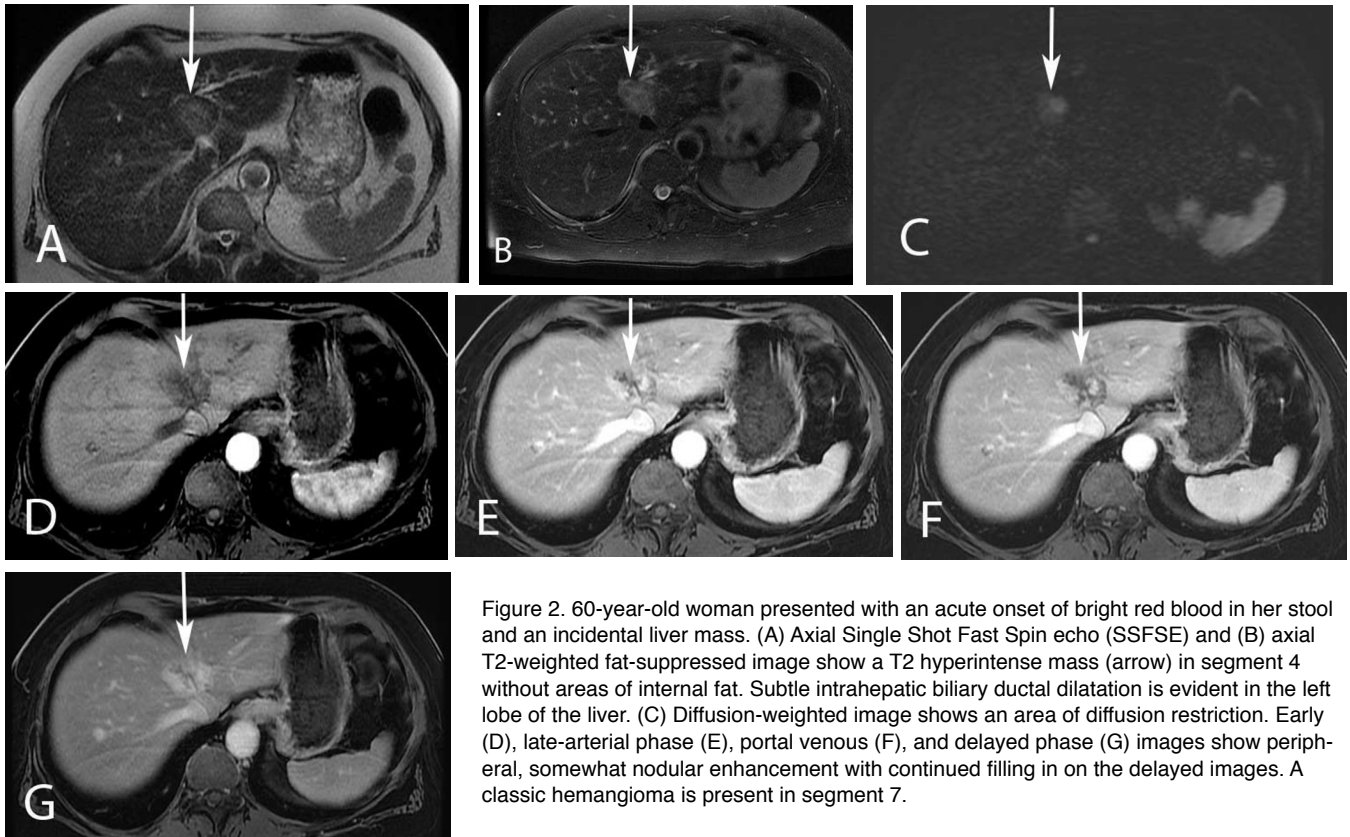 A
B
C
D
E
F
G
Figure 2. 60-year-old woman presented with an acute onset of bright red blood in her stool
and an incidental liver mass. (A) Axial Single Shot Fast Spin echo (SSFSE) and (B) axial
T2-weighted fat-suppressed image show a T2 hyperintense mass (arrow) in segment 4
without areas of internal fat. Subtle intrahepatic biliary ductal dilatation is evident in the left
lobe of the liver. (C) Diffusion-weighted image shows an area of diffusion restriction. Early
(D), late-arterial phase (E), portal venous (F), and delayed phase (G) images show periph-
eral, somewhat nodular enhancement with continued filling in on the delayed images. A
classic hemangioma is present in segment 7.